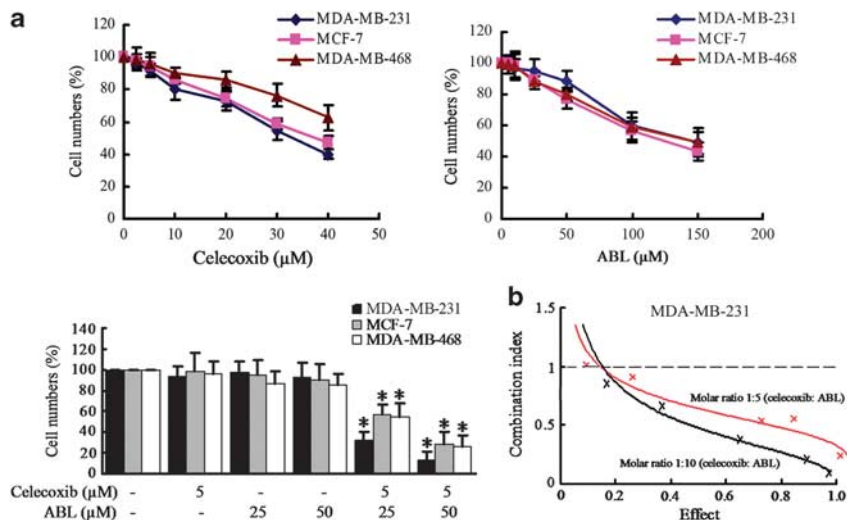 a
120
100
80
60
40
20
0
Cell numbers (%)
MDA-MB-231
MCF-7
MDA-MB-468
0 10 20 30 40 50
Celecoxib (µM)
120
100
80
60
40
20
0
Cell numbers (%)
MDA-MB-231
MCF-7
MDA-MB-468
0 50 100 150 200
ABL (µM)
140
120
100
80
60
40
20
0
Cell numbers (%)
MDA-MB-231
MCF-7
MDA-MB-468
* * *
* * *
Celecoxib (µM) - 5 - - 5 5
ABL (µM) - - 25 50 25 50
b
MDA-MB-231
1.5
1
0.5
0
Combination index
Molar ratio 1:5 (celecoxib: ABL)
Molar ratio 1:10 (celecoxib: ABL)
0 0.2 0.4 0.6 0.8 1.0
Effect